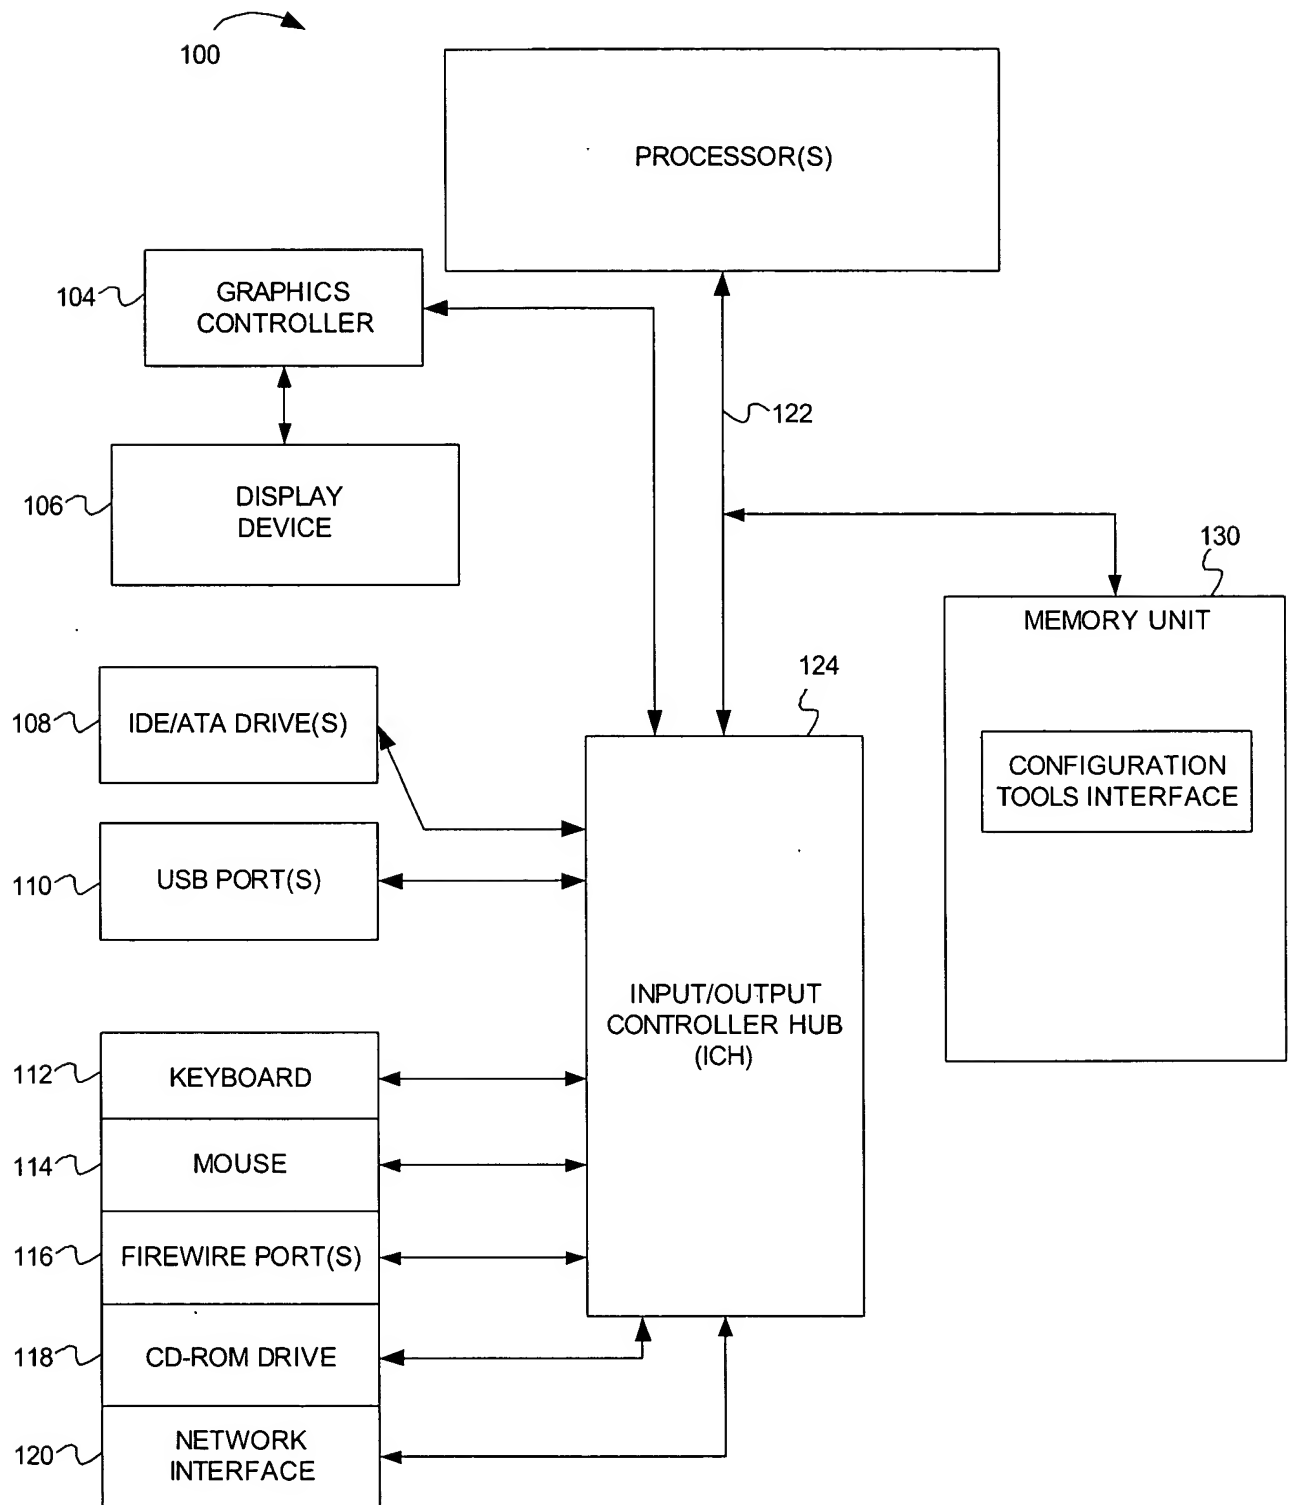 100
PROCESSOR(S)
104
GRAPHICS
CONTROLLER
122
106
DISPLAY
DEVICE
130
MEMORY UNIT
124
108
IDE/ATA DRIVE(S)
CONFIGURATION
TOOLS INTERFACE
110
USB PORT(S)
INPUT/OUTPUT
CONTROLLER HUB
(ICH)
112
KEYBOARD
114
MOUSE
116
FIREWIRE PORT(S)
118
CD-ROM DRIVE
120
NETWORK
INTERFACE